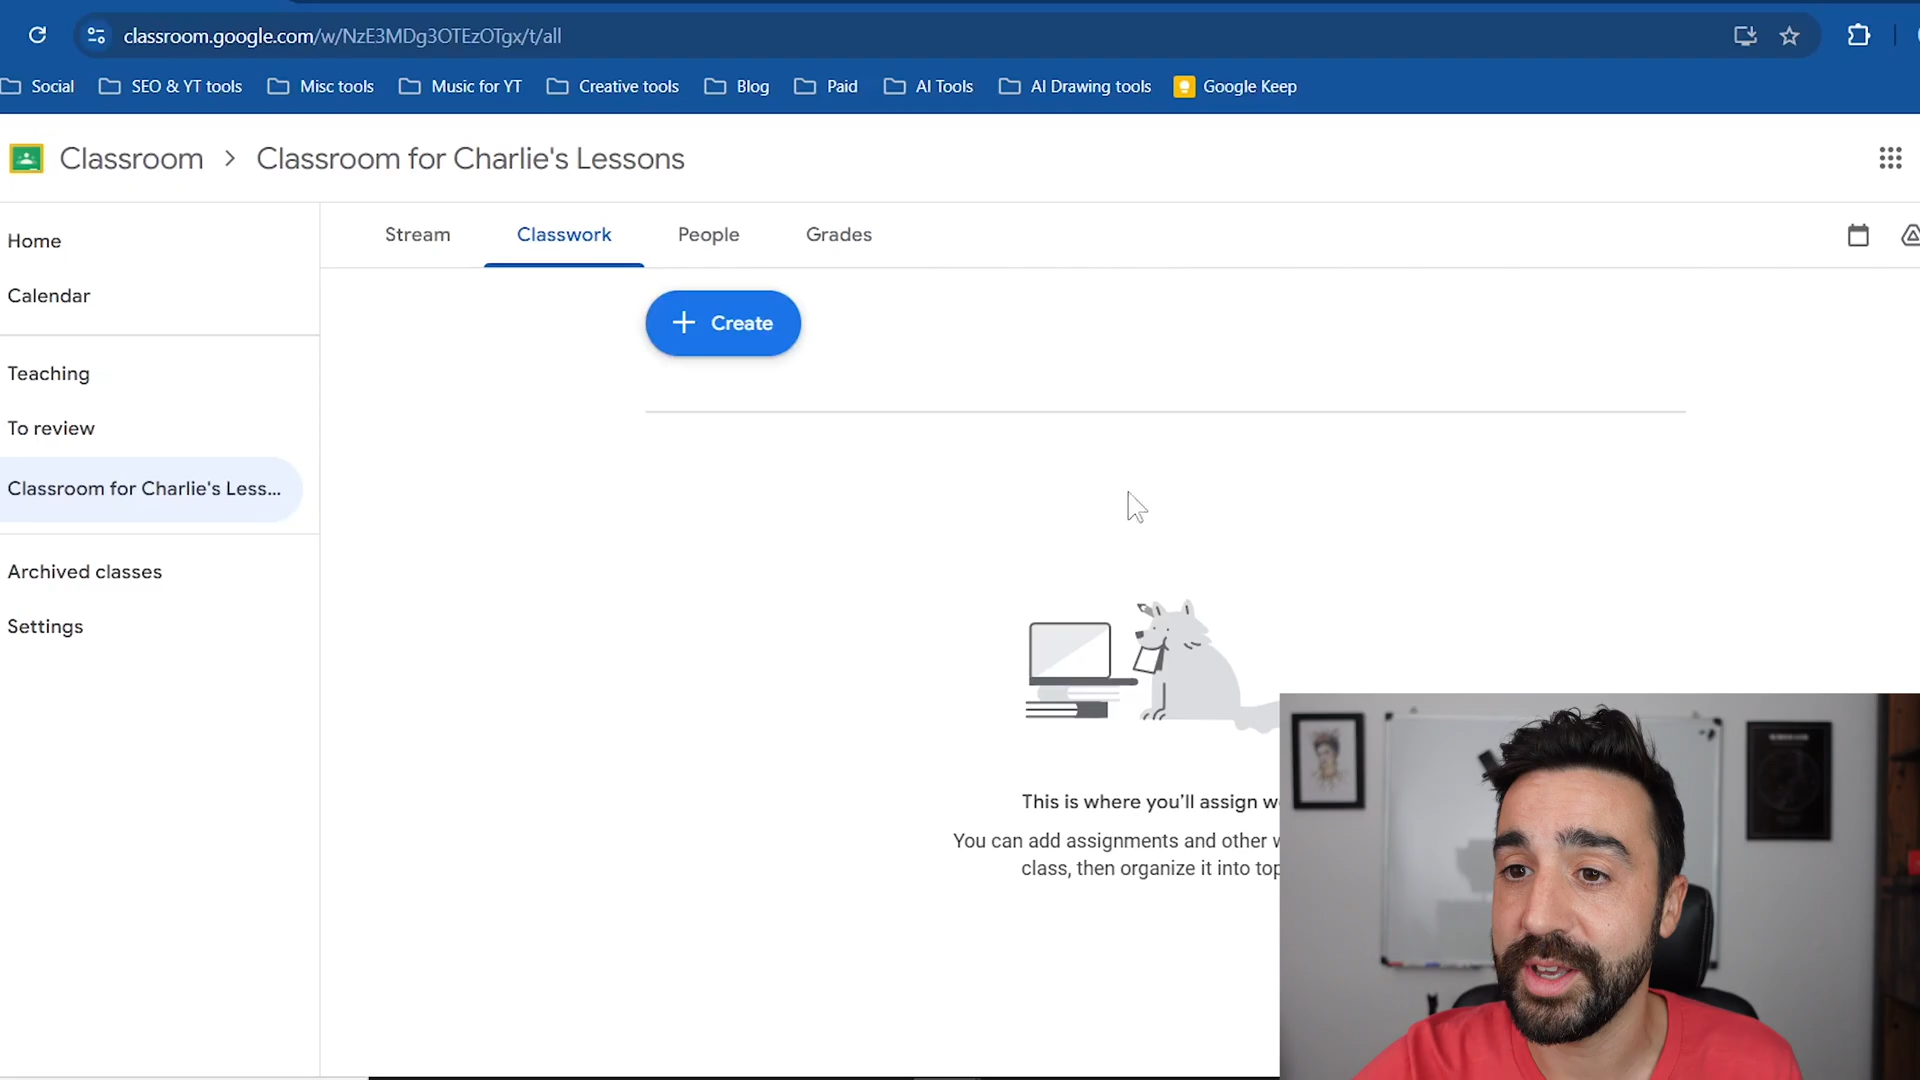 classroom.google.com/w/NzE3MDg3OTEzOTgx/t/all
Social SEO & YT tools Misc tools Music for YT Creative tools Blog Paid AI Tools AI Drawing tools Google Keep
Classroom > Classroom for Charlie's Lessons
Stream Classwork People Grades
Home
Calendar
Teaching
To review
Classroom for Charlie's Less...
Archived classes
Settings
+ Create
This is where you'll assign
You can add assignments and other
class, then organize it into